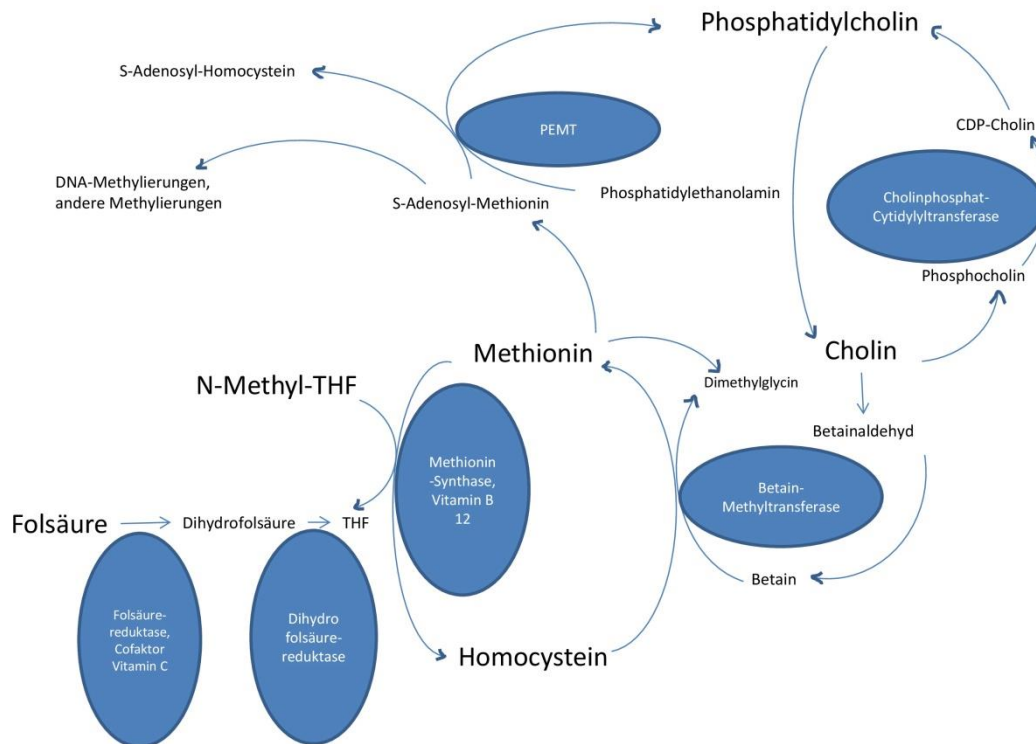 Phosphatidylcholin
S-Adenosyl-Homocystein
PEMT
CDP-Cholin
DNA-Methylierungen,
andere Methylierungen
S-Adenosyl-Methionin
Phosphatidylethanolamin
Cholinphosphat-
Cytidylyltransferase
Phosphocholin
Methionin
Cholin
N-Methyl-THF
Dimethylglycin
Betainaldehyd
Methionin
-Synthase,
Vitamin B
12
Betain-
Methyltransferase
Folsäure
Dihydrofolsäure
THF
Betain
Folsäure-
reduktase,
Cofaktor
Vitamin C
Dihydro
folsäure-
reduktase
Homocystein